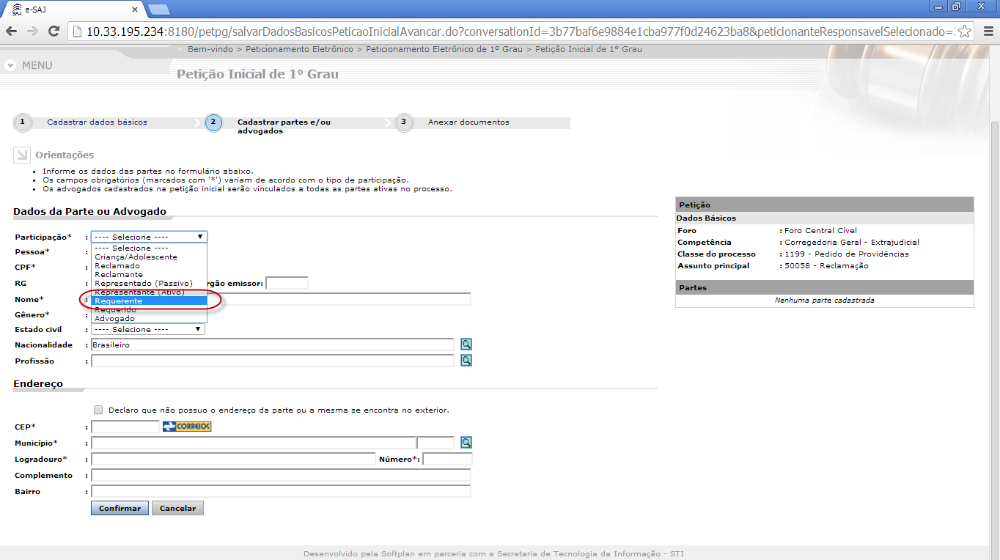 e-SAJ
10.33.195.234:8180/petpg/salvarDadosBasicosPeticaoInicialAvancar.do?conversationId=3b77baf6e9884e1cba977f0d24623ba8&peticionanteResponsavelSelecionado=
Bem-vindo > Peticionamento Eletrônico > Peticionamento Eletrônico de 1º Grau > Petição Inicial de 1º Grau
MENU
Petição Inicial de 1º Grau
1 Cadastrar dados básicos
2 Cadastrar partes e/ou advogados
3 Anexar documentos
Orientações
• Informe os dados das partes no formulário abaixo.
• Os campos obrigatórios (marcados com '*') variam de acordo com o tipo de participação.
• Os advogados cadastrados na petição inicial serão vinculados a todas as partes ativas no processo.
Dados da Parte ou Advogado
Participação* : ---- Selecione ----
---- Selecione ----
Criança/Adolescente
Reclamado
Reclamante
Representado (Passivo)
Representante (Ativo)
Requerente
Requerido
Advogado
Pessoa* :
CPF* :
RG : rgão emissor:
Nome* :
Gênero* :
Estado civil : ---- Selecione ----
Nacionalidade : Brasileiro
Profissão :
Endereço
Declaro que não possuo o endereço da parte ou a mesma se encontra no exterior.
CEP* : CORREIOS
Município* :
Logradouro* : Número*:
Complemento :
Bairro :
Confirmar Cancelar
Petição
Dados Básicos
Foro : Foro Central Cível
Competência : Corregedoria Geral - Extrajudicial
Classe do processo : 1199 - Pedido de Providências
Assunto principal : 50058 - Reclamação
Partes
Nenhuma parte cadastrada
Desenvolvido pela Softplan em parceria com a Secretaria de Tecnologia da Informação - STI